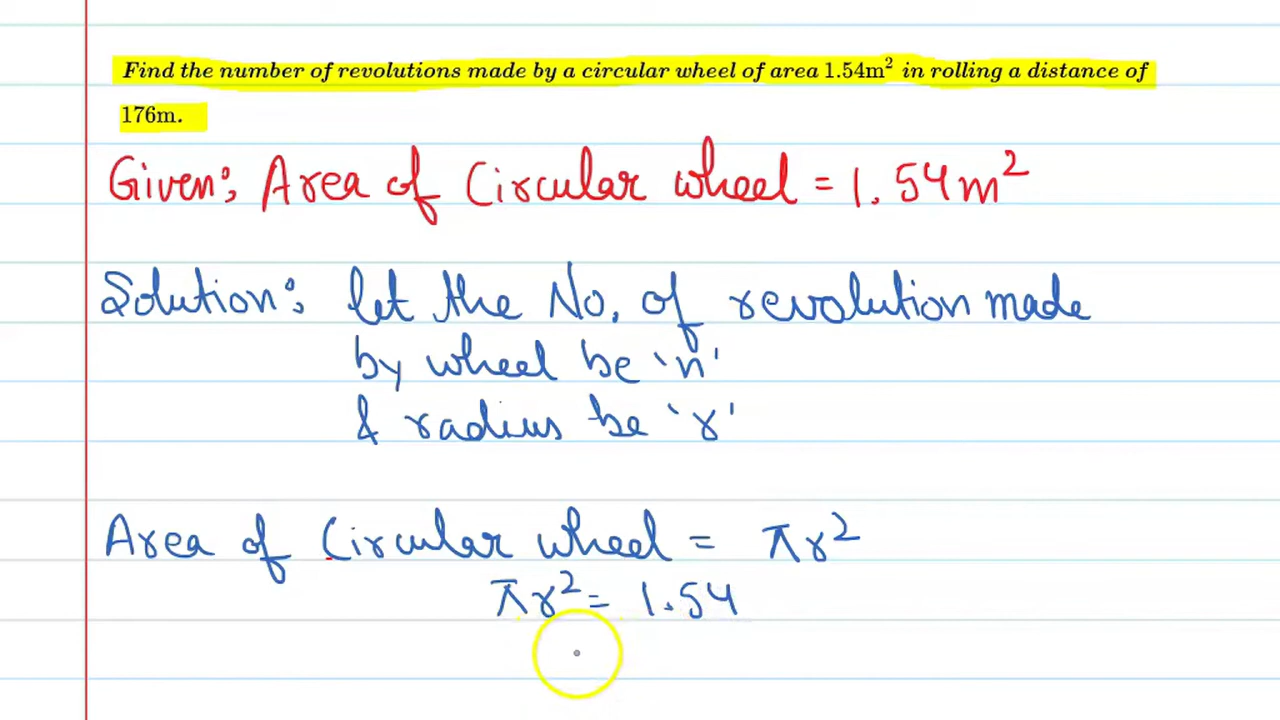 Find the number of revolutions made by a circular wheel of area 1.54m² in rolling a distance of
176m.
Given: Area of Circular wheel = 1.54m²
Solution: let the No. of revolution made
by wheel be 'n'
& radius be 'r'
Area of Circular wheel = πr²
πr² = 1.54